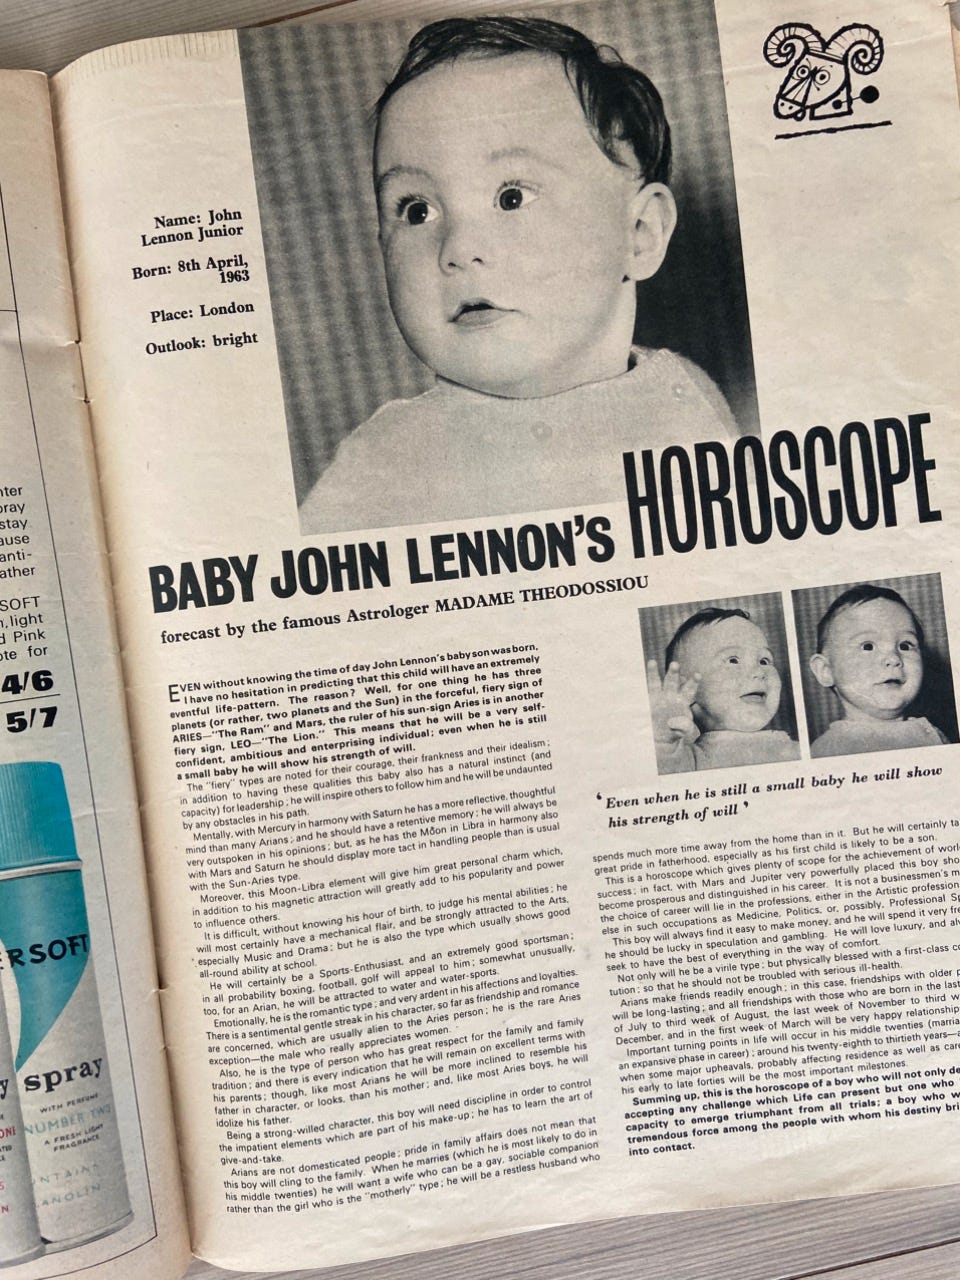 nter
pray
stay.
ause
anti-
ather
SOFT
n, light
d Pink
ote for
4/6
5/7
RSOFT
y spray
WITH PERFUME
NUMBER TWO
A FRESH LIGHT
FRAGRANCE
ONTAIN
LANOLIN
Name: John
Lennon Junior
Born: 8th April,
1963
Place: London
Outlook: bright
BABY JOHN LENNON'S HOROSCOPE
forecast by the famous Astrologer MADAME THEODOSSIOU
EVEN without knowing the time of day John Lennon's baby son was born,
I have no hesitation in predicting that this child will have an extremely
eventful life-pattern. The reason? Well, for one thing he has three
planets (or rather, two planets and the Sun) in the forceful, fiery sign of
ARIES—"The Ram" and Mars, the ruler of his sun-sign Aries is in another
fiery sign, LEO—"The Lion." This means that he will be a very self-
confident, ambitious and enterprising individual; even when he is still
a small baby he will show his strength of will.
The "fiery" types are noted for their courage, their frankness and their idealism;
in addition to having these qualities this baby also has a natural instinct (and
capacity) for leadership; he will inspire others to follow him and he will be undaunted
by any obstacles in his path.
Mentally, with Mercury in harmony with Saturn he has a more reflective, thoughtful
mind than many Arians; and he should have a retentive memory; he will always be
very outspoken in his opinions; but, as he has the Moon in Libra in harmony also
with Mars and Saturn he should display more tact in handling people than is usual
with the Sun-Aries type.
Moreover, this Moon-Libra element will give him great personal charm which,
in addition to his magnetic attraction will greatly add to his popularity and power
to influence others.
It is difficult, without knowing his hour of birth, to judge his mental abilities; he
will most certainly have a mechanical flair, and be strongly attracted to the Arts,
especially Music and Drama; but he is also the type which usually shows good
all-round ability at school.
He will certainly be a Sports-Enthusiast, and an extremely good sportsman;
in all probability boxing, football, golf will appeal to him; somewhat unusually,
too, for an Arian, he will be attracted to water and water-sports.
Emotionally, he is the romantic type; and very ardent in his affections and loyalties.
There is a sentimental gentle streak in his character, so far as friendship and romance
are concerned, which are usually alien to the Aries person; he is the rare Aries
exception—the male who really appreciates women.
Also, he is the type of person who has great respect for the family and family
tradition; and there is every indication that he will remain on excellent terms with
his parents; though, like most Arians he will be more inclined to resemble his
father in character, or looks, than his mother; and, like most Aries boys, he will
idolize his father.
Being a strong-willed character, this boy will need discipline in order to control
the impatient elements which are part of his make-up; he has to learn the art of
give-and-take.
Arians are not domesticated people; pride in family affairs does not mean that
this boy will cling to the family. When he marries (which he is most likely to do in
his middle twenties) he will want a wife who can be a gay, sociable companion
rather than the girl who is the "motherly" type; he will be a restless husband who
'Even when he is still a small baby he will show
his strength of will'
spends much more time away from the home than in it. But he will certainly ta
great pride in fatherhood, especially as his first child is likely to be a son.
This is a horoscope which gives plenty of scope for the achievement of worl
success; in fact, with Mars and Jupiter very powerfully placed this boy sho
become prosperous and distinguished in his career. It is not a businessmen's m
the choice of career will lie in the professions, either in the Artistic profession
else in such occupations as Medicine, Politics, or, possibly, Professional Sp
This boy will always find it easy to make money, and he will spend it very fre
he should be lucky in speculation and gambling. He will love luxury, and alw
seek to have the best of everything in the way of comfort.
Not only will he be a virile type; but physically blessed with a first-class co
tution; so that he should not be troubled with serious ill-health.
Arians make friends readily enough; in this case, friendships with older p
will be long-lasting; and all friendships with those who are born in the last
of July to third week of August, the last week of November to third w
December, and in the first week of March will be very happy relationship
Important turning points in life will occur in his middle twenties (marria
an expansive phase in career); around his twenty-eighth to thirtieth years—a
when some major upheavals, probably affecting residence as well as care
his early to late forties will be the most important milestones.
Summing up, this is the horoscope of a boy who will not only de
accepting any challenge which Life can present but one who
capacity to emerge triumphant from all trials; a boy who w
tremendous force among the people with whom his destiny bri
into contact.